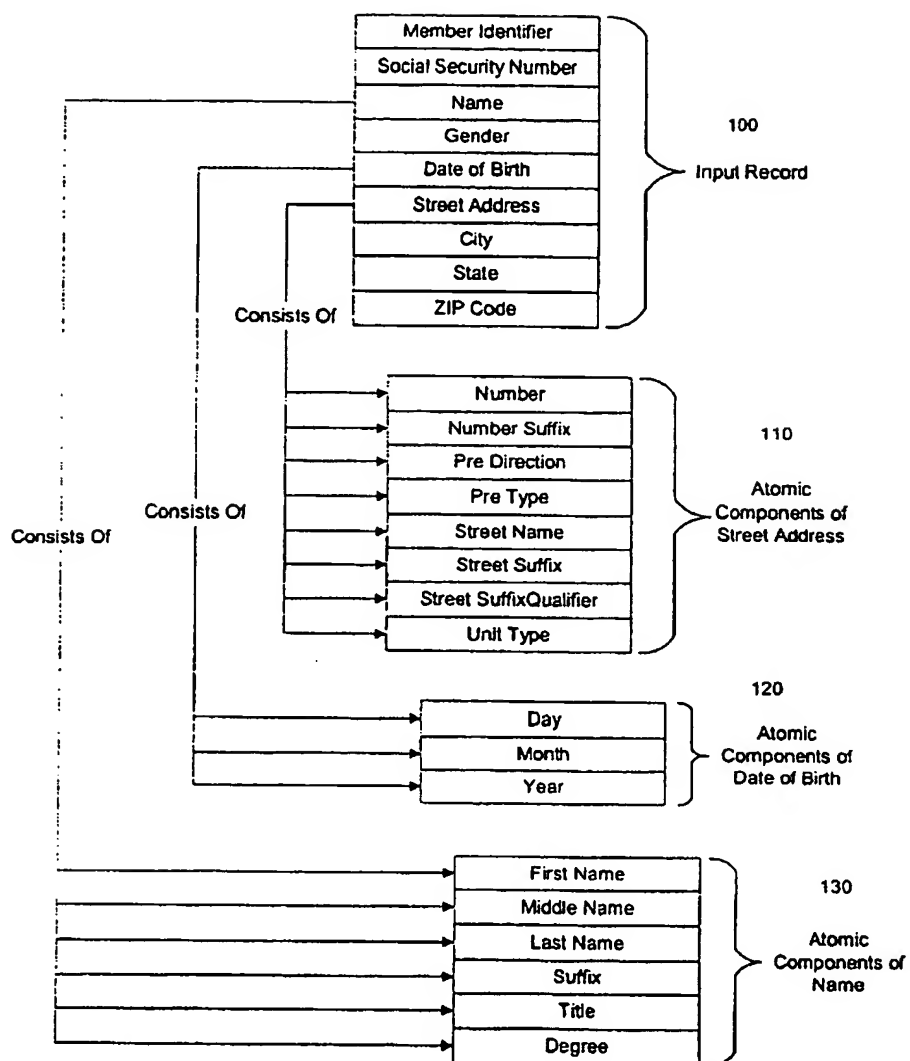 Member Identifier
Social Security Number
Name
Gender
Date of Birth
Street Address
City
State
ZIP Code
100
Input Record
Consists Of
Number
Number Suffix
Pre Direction
Pre Type
Street Name
Street Suffix
Street SuffixQualifier
Unit Type
110
Atomic
Components of
Street Address
Consists Of
Consists Of
Day
Month
Year
120
Atomic
Components of
Date of Birth
First Name
Middle Name
Last Name
Suffix
Title
Degree
130
Atomic
Components of
Name